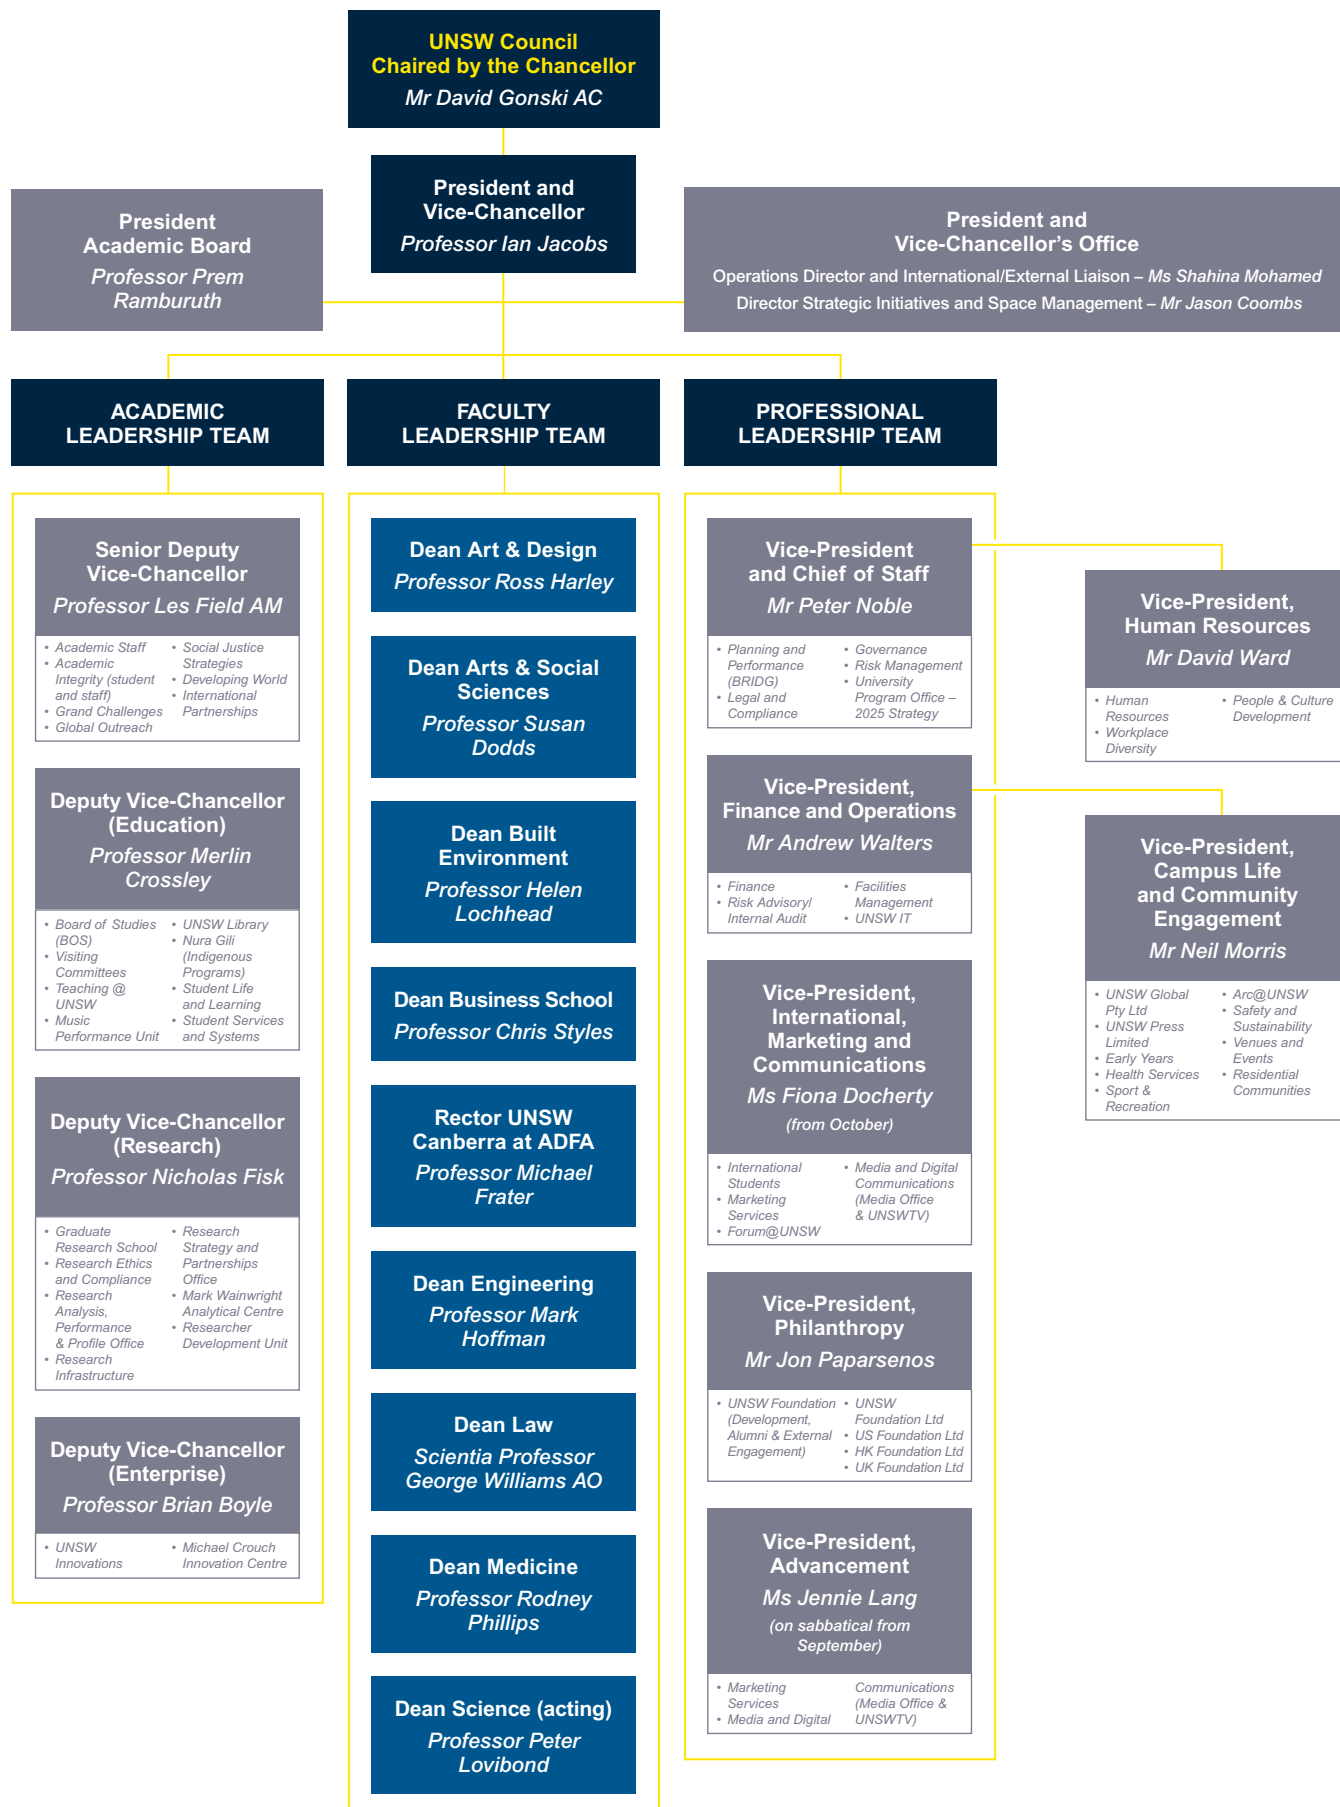 UNSW Council
Chaired by the Chancellor
Mr David Gonski AC
President and
Vice-Chancellor
Professor Ian Jacobs
President
Academic Board
Professor Prem
Ramburuth
President and
Vice-Chancellor’s Office
Operations Director and International/External Liaison – Ms Shahina Mohamed
Director Strategic Initiatives and Space Management – Mr Jason Coombs
ACADEMIC
LEADERSHIP TEAM
FACULTY
LEADERSHIP TEAM
PROFESSIONAL
LEADERSHIP TEAM
Senior Deputy
Vice-Chancellor
Professor Les Field AM
• Academic Staff
• Academic
Integrity (student
and staff)
• Grand Challenges
• Global Outreach
• Social Justice
Strategies
• Developing World
• International
Partnerships
Deputy Vice-Chancellor
(Education)
Professor Merlin
Crossley
• Board of Studies
(BOS)
• Visiting
Committees
• Teaching @
UNSW
• Music
Performance Unit
• UNSW Library
• Nura Gili
(Indigenous
Programs)
• Student Life
and Learning
• Student Services
and Systems
Deputy Vice-Chancellor
(Research)
Professor Nicholas Fisk
• Graduate
Research School
• Research Ethics
and Compliance
• Research
Analysis,
Performance
& Profile Office
• Research
Infrastructure
• Research
Strategy and
Partnerships
Office
• Mark Wainwright
Analytical Centre
• Researcher
Development Unit
Deputy Vice-Chancellor
(Enterprise)
Professor Brian Boyle
• UNSW
Innovations
• Michael Crouch
Innovation Centre
Dean Art & Design
Professor Ross Harley
Dean Arts & Social
Sciences
Professor Susan
Dodds
Dean Built
Environment
Professor Helen
Lochhead
Dean Business School
Professor Chris Styles
Rector UNSW
Canberra at ADFA
Professor Michael
Frater
Dean Engineering
Professor Mark
Hoffman
Dean Law
Scientia Professor
George Williams AO
Dean Medicine
Professor Rodney
Phillips
Dean Science (acting)
Professor Peter
Lovibond
Vice-President
and Chief of Staff
Mr Peter Noble
• Planning and
Performance
(BRIDG)
• Legal and
Compliance
• Governance
• Risk Management
• University
Program Office –
2025 Strategy
Vice-President,
Finance and Operations
Mr Andrew Walters
• Finance
• Risk Advisory/
Internal Audit
• Facilities
Management
• UNSW IT
Vice-President,
International,
Marketing and
Communications
Ms Fiona Docherty
(from October)
• International
Students
• Marketing
Services
• Forum@UNSW
• Media and Digital
Communications
(Media Office
& UNSWTV)
Vice-President,
Philanthropy
Mr Jon Paparsenos
• UNSW Foundation
(Development,
Alumni & External
Engagement)
• UNSW
Foundation Ltd
• US Foundation Ltd
• HK Foundation Ltd
• UK Foundation Ltd
Vice-President,
Advancement
Ms Jennie Lang
(on sabbatical from
September)
• Marketing
Services
• Media and Digital
Communications
(Media Office &
UNSWTV)
Vice-President,
Human Resources
Mr David Ward
• Human
Resources
• Workplace
Diversity
• People & Culture
Development
Vice-President,
Campus Life
and Community
Engagement
Mr Neil Morris
• UNSW Global
Pty Ltd
• UNSW Press
Limited
• Early Years
• Health Services
• Sport &
Recreation
• Arc@UNSW
• Safety and
Sustainability
• Venues and
Events
• Residential
Communities